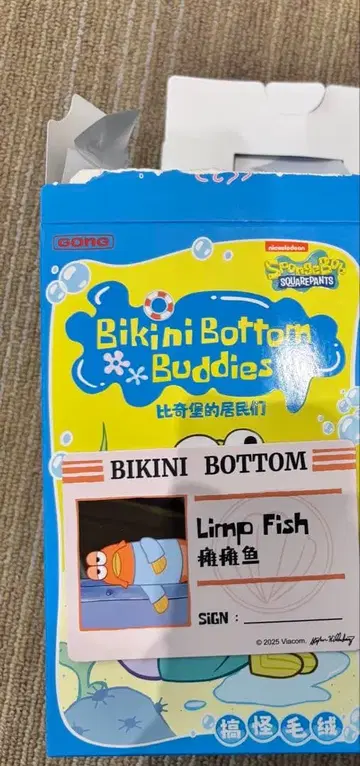 GONG
nickelodeon
SpongeBob
SQUAREPANTS
Bikini Bottom
Buddies
比奇堡的居民们
BIKINI BOTTOM
Limp Fish
瘫瘫鱼
SiGN : 
© 2025 Viacom.
搞怪毛绒